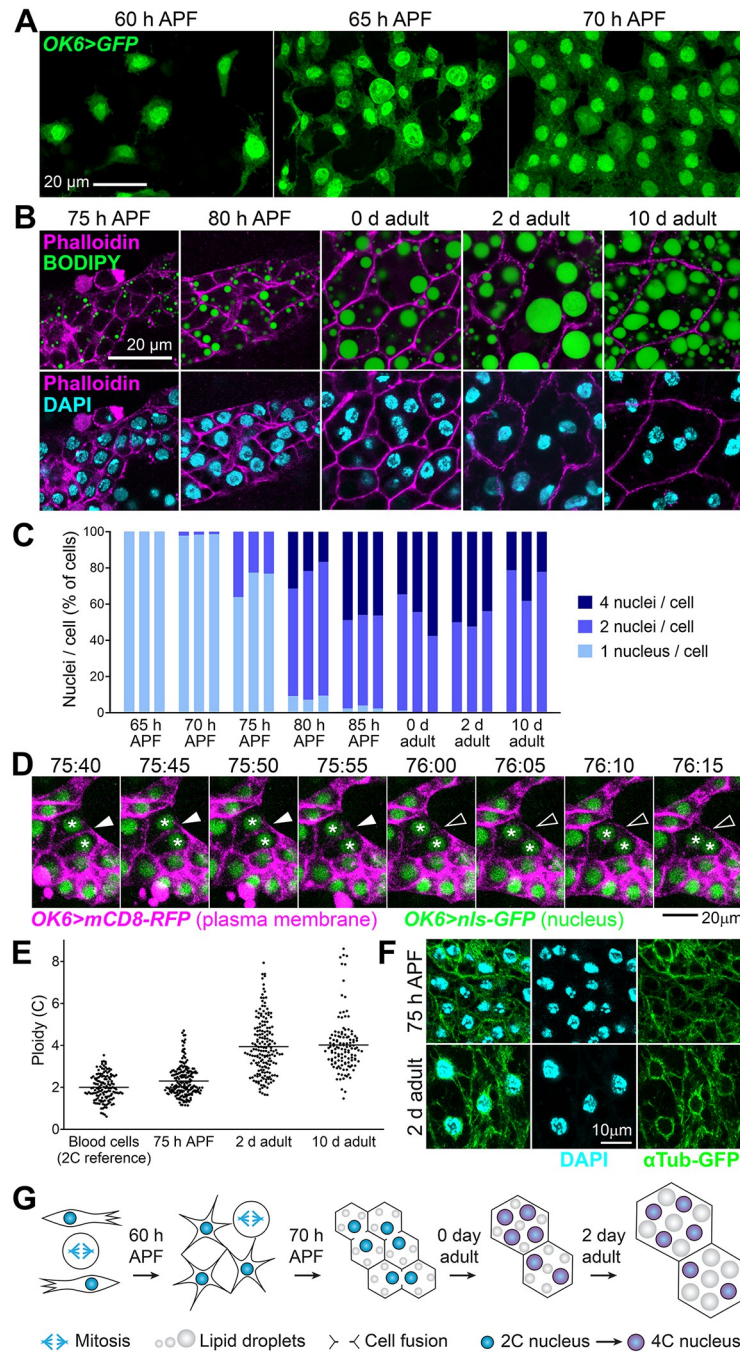 A
60 h APF 65 h APF 70 h APF
OK6>GFP
20 µm
B
75 h APF 80 h APF 0 d adult 2 d adult 10 d adult
Phalloidin
BODIPY
20 µm
Phalloidin
DAPI
C
Nuclei / cell (% of cells)
100
80
60
40
20
0
65 h APF 70 h APF 75 h APF 80 h APF 85 h APF 0 d adult 2 d adult 10 d adult
4 nuclei / cell
2 nuclei / cell
1 nucleus / cell
D
75:40 75:45 75:50 75:55 76:00 76:05 76:10 76:15
* * * * * * * *
* * * * * * * *
OK6>mCD8-RFP (plasma membrane) OK6>nls-GFP (nucleus) 20µm
E
Ploidy (C)
8
6
4
2
0
Blood cells (2C reference) 75 h APF 2 d adult 10 d adult
F
75 h APF
2 d adult
10µm
DAPI αTub-GFP
G
60 h APF 70 h APF 0 day adult 2 day adult
Mitosis Lipid droplets Cell fusion 2C nucleus 4C nucleus